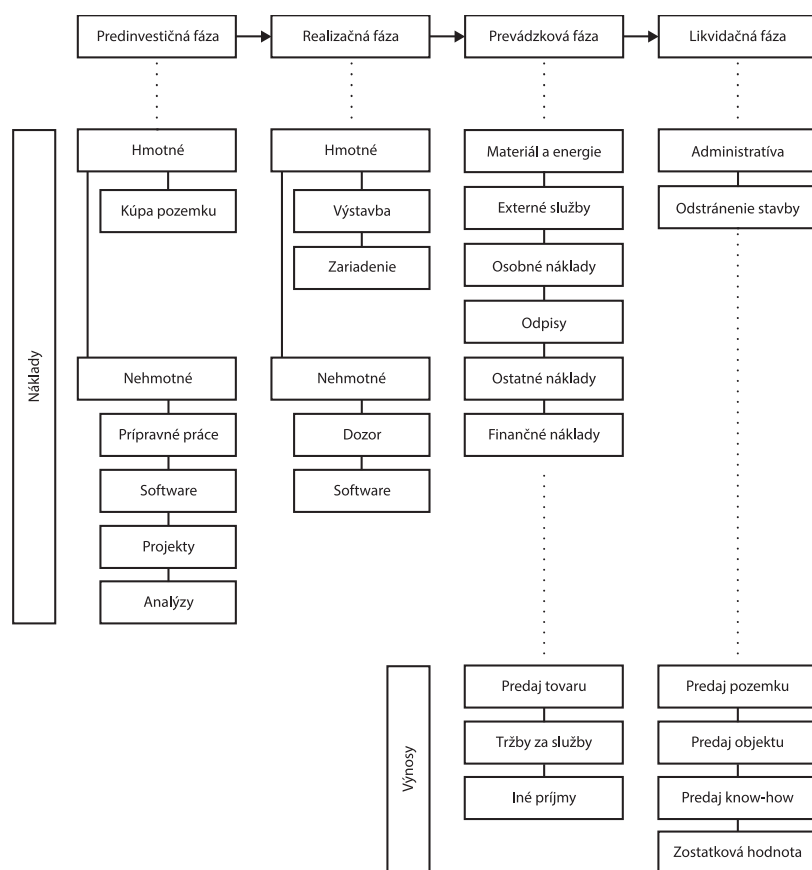 Predinvestičná fáza
Realizačná fáza
Prevádzková fáza
Likvidačná fáza
Náklady
Hmotné
Kúpa pozemku
Nehmotné
Prípravné práce
Software
Projekty
Analýzy
Hmotné
Výstavba
Zariadenie
Nehmotné
Dozor
Software
Materiál a energie
Externé služby
Osobné náklady
Odpisy
Ostatné náklady
Finančné náklady
Administratíva
Odstránenie stavby
Výnosy
Predaj tovaru
Tržby za služby
Iné príjmy
Predaj pozemku
Predaj objektu
Predaj know-how
Zostatková hodnota